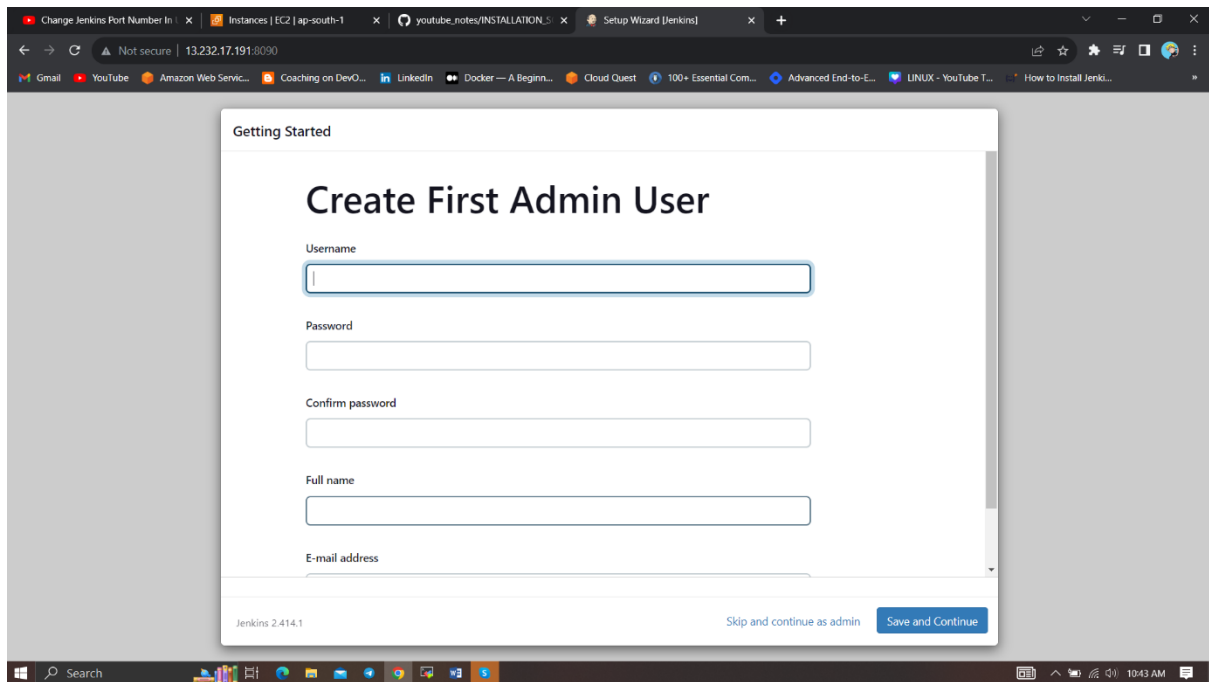 Change Jenkins Port Number In
Instances | EC2 | ap-south-1
youtube_notes/INSTALLATION_S
Setup Wizard [Jenkins]
Not secure | 13.232.17.191:8090
Gmail
YouTube
Amazon Web Servic...
Coaching on DevO...
LinkedIn
Docker — A Beginn...
Cloud Quest
100+ Essential Com...
Advanced End-to-E...
LINUX - YouTube T...
How to Install Jenki...
»
Getting Started
Create First Admin User
Username
Password
Confirm password
Full name
E-mail address
Jenkins 2.414.1
Skip and continue as admin
Save and Continue
Search
10:43 AM